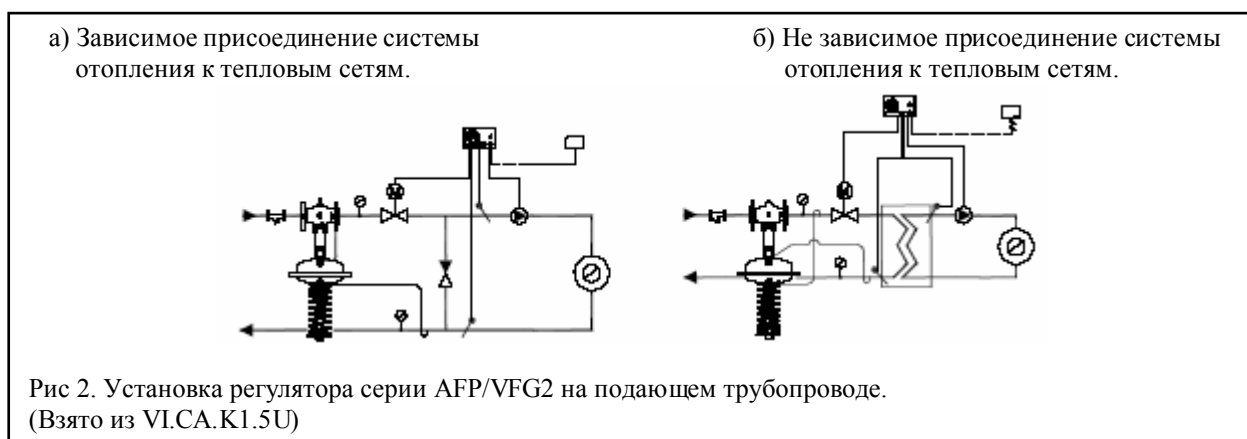 а) Зависимое присоединение системы
отопления к тепловым сетям.
б) Не зависимое присоединение системы
отопления к тепловым сетям.
Рис 2. Установка регулятора серии AFP/VFG2 на подающем трубопроводе.
(Взято из VI.CA.K1.5U)